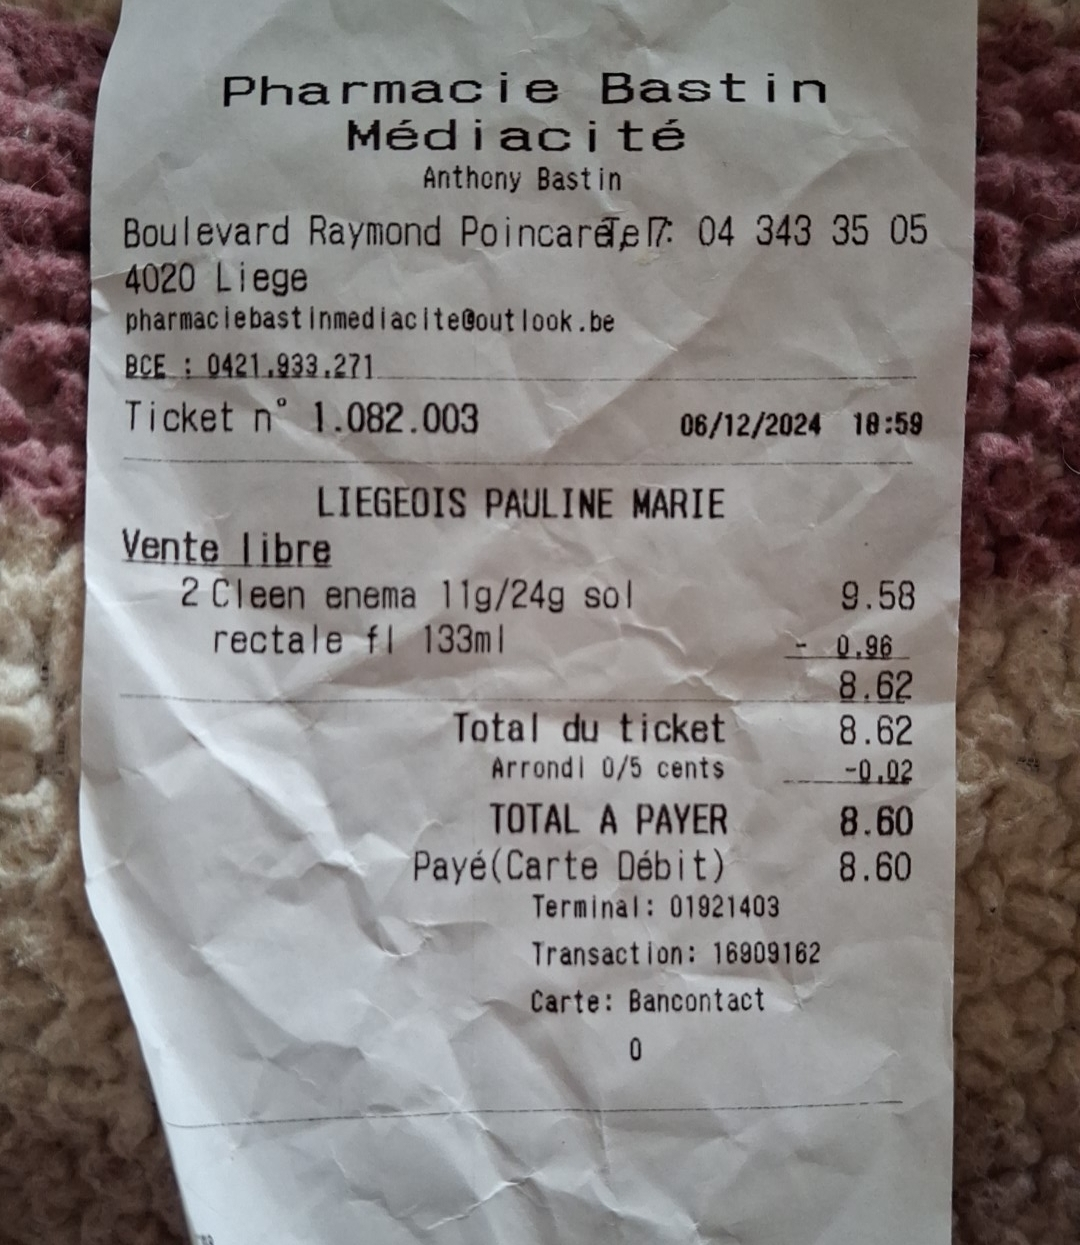 Pharmacie Bastin
Médiacité
Anthony Bastin
Boulevard Raymond Poincaré, 7 Tel : 04 343 35 05
4020 Liege
pharmaciebastinmediacite@outlook.be
BCE : 0421.933.271
Ticket n° 1.082.003 06/12/2024 18:59
LIEGEOIS PAULINE MARIE
Vente libre
2 Cleen enema 11g/24g sol 9.58
rectale fl 133ml - 0.96
8.62
Total du ticket 8.62
Arrondi 0/5 cents -0.02
TOTAL A PAYER 8.60
Payé(Carte Débit) 8.60
Terminal: 01921403
Transaction: 16909162
Carte: Bancontact
0